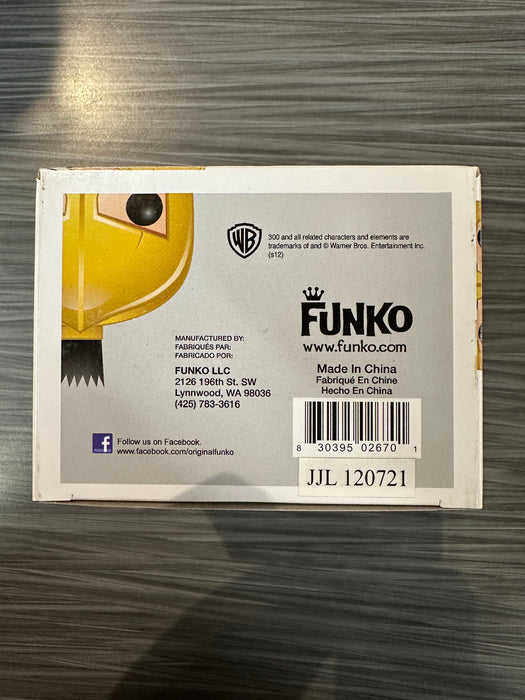 WB
300 and all related characters and elements are
trademarks of and © Warner Bros. Entertainment Inc.
(s12)
FUNKO
www.funko.com
MANUFACTURED BY:
FABRIQUÉS PAR:
FABRICADO POR:
FUNKO LLC
2126 196th St. SW
Lynnwood, WA 98036
(425) 783-3616
Made In China
Fabriqué En Chine
Hecho En China
8 30395 02670 1
JJL 120721
f Follow us on Facebook.
www.facebook.com/originalfunko